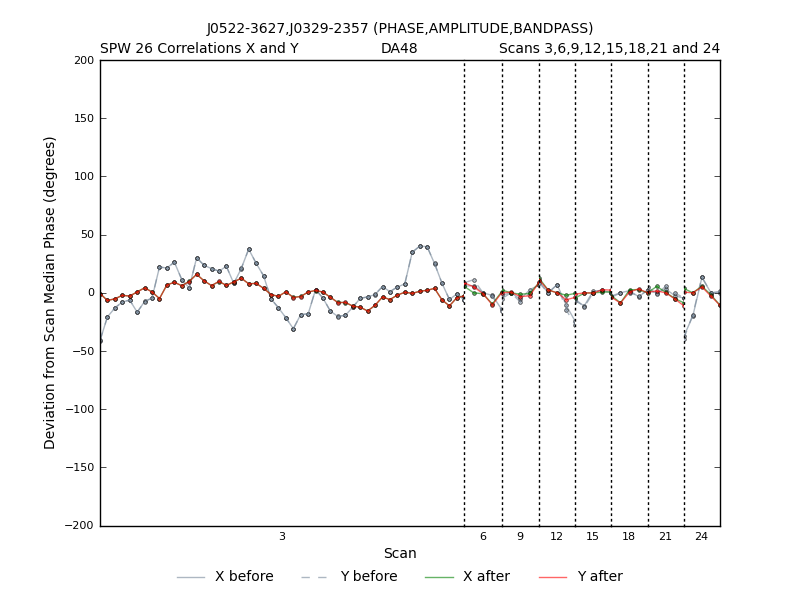 J0522-3627,J0329-2357 (PHASE,AMPLITUDE,BANDPASS)
SPW 26 Correlations X and Y DA48 Scans 3,6,9,12,15,18,21 and 24
200
150
100
50
0
−50
−100
−150
−200
Deviation from Scan Median Phase (degrees)
3 6 9 12 15 18 21 24
Scan
X before Y before X after Y after